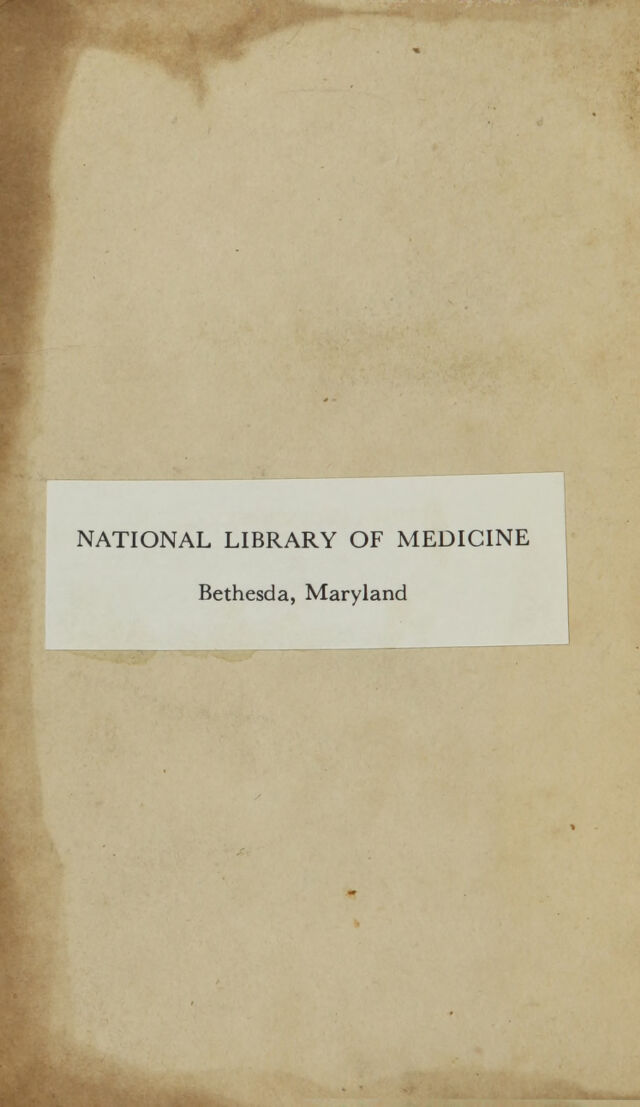 NATIONAL LIBRARY OF MEDICINE
Bethesda, Maryland